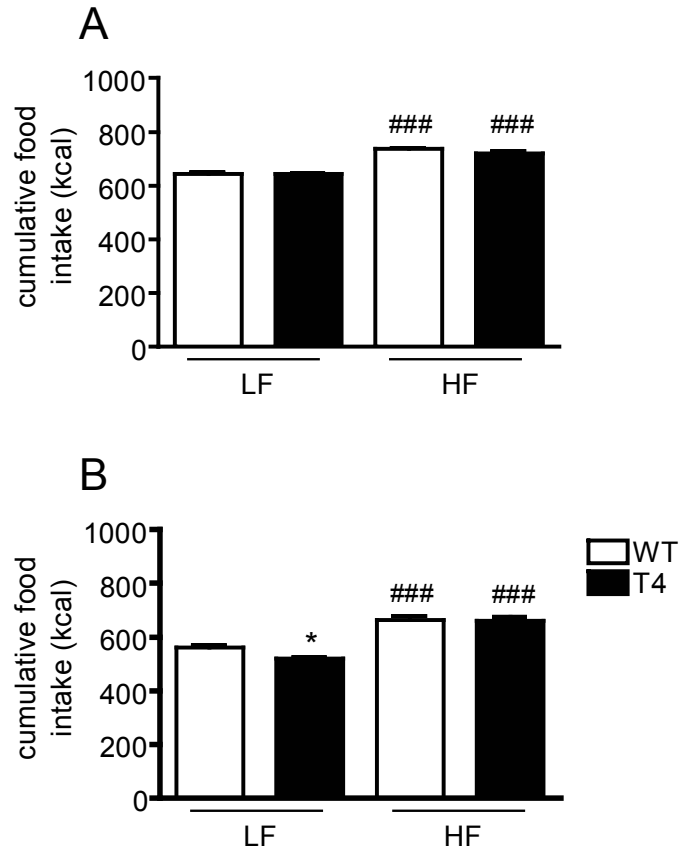 A
cumulative food
intake (kcal)
1000
800
600
400
200
0
### ###
LF HF
B
cumulative food
intake (kcal)
1000
800
600
400
200
0
*
### ###
LF HF
WT
T4